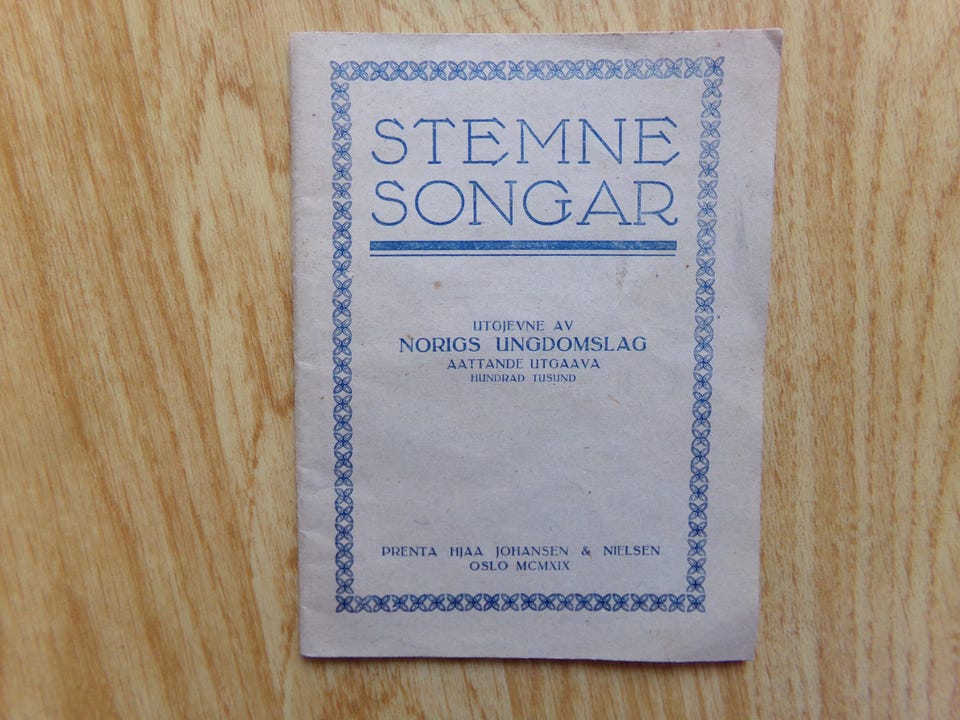 STEMNE
SONGAR
UTGJEVNE AV
NORIGS UNGDOMSLAG
AATTANDE UTGAAVA
HUNDRAD TUSUND
PRENTA HJAA JOHANSEN & NIELSEN
OSLO MCMXIX